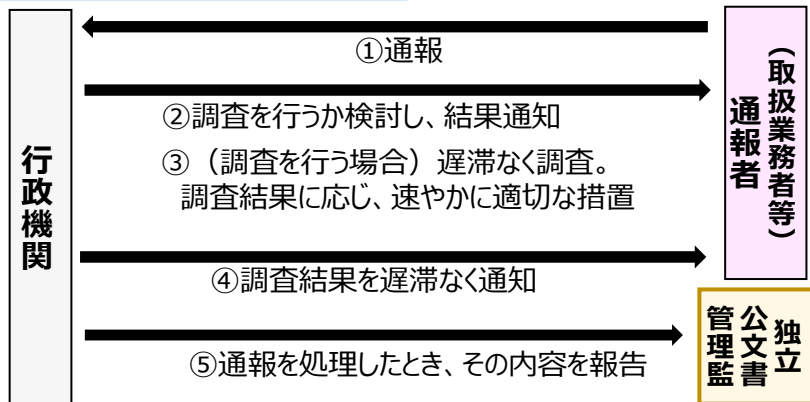 ①通報
②調査を行うか検討し、結果通知
③（調査を行う場合）遅滞なく調査。
調査結果に応じ、速やかに適切な措置
④調査結果を遅滞なく通知
⑤通報を処理したとき、その内容を報告
行政機関
（取扱業務者等）
通報者
独立
公文書
管理監